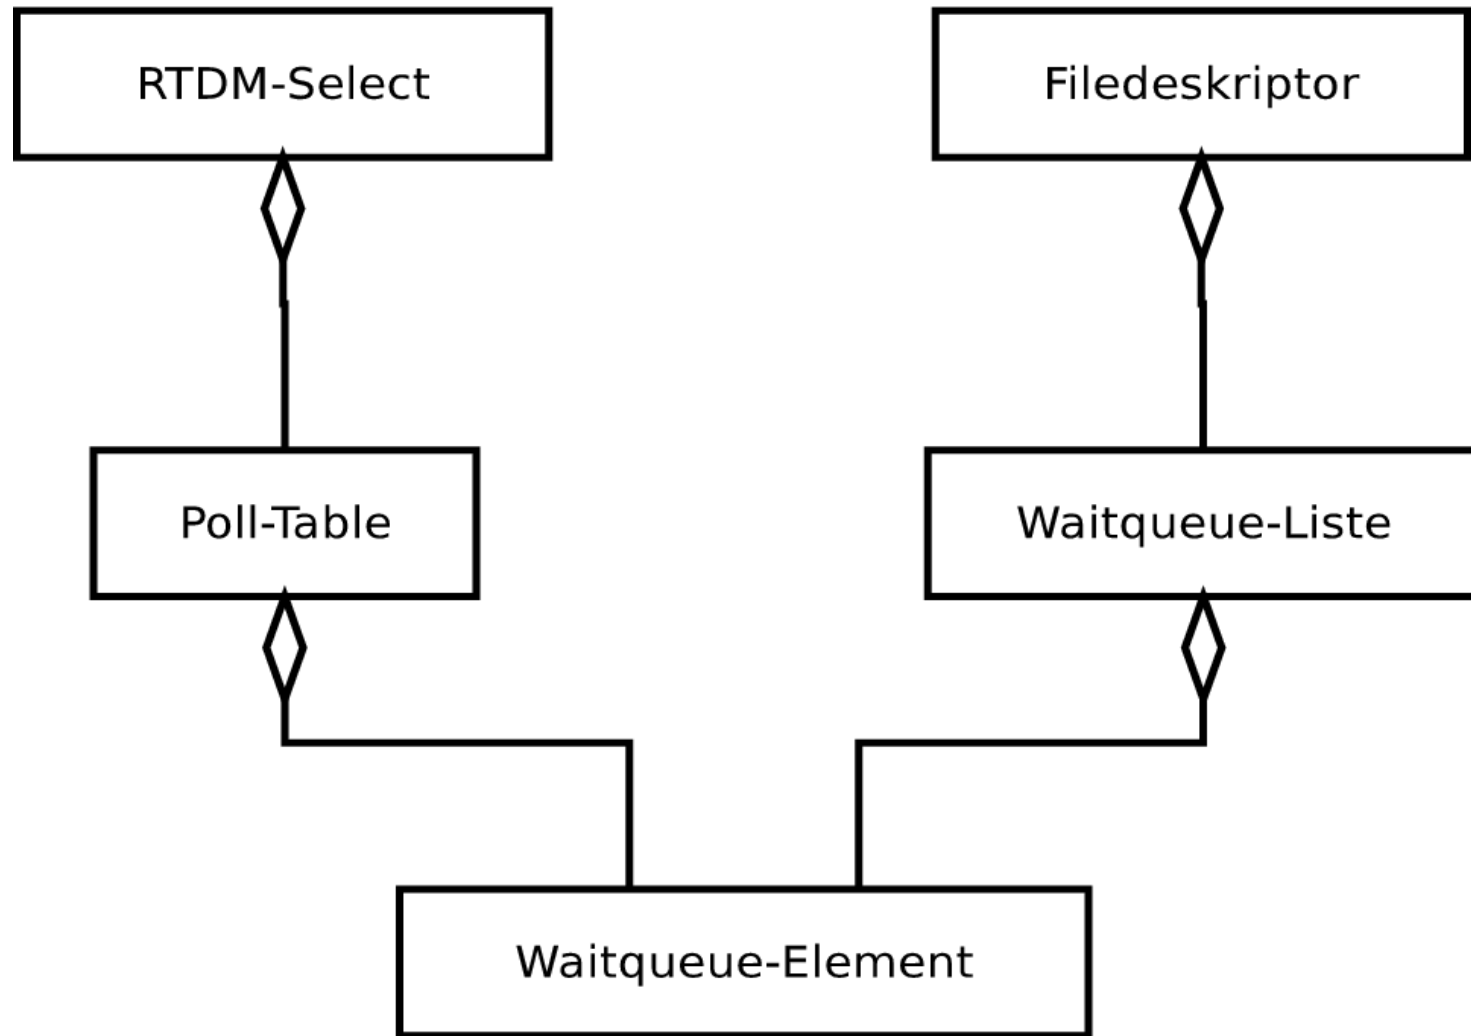 RTDM-Select
Filedeskriptor
Poll-Table
Waitqueue-Liste
Waitqueue-Element